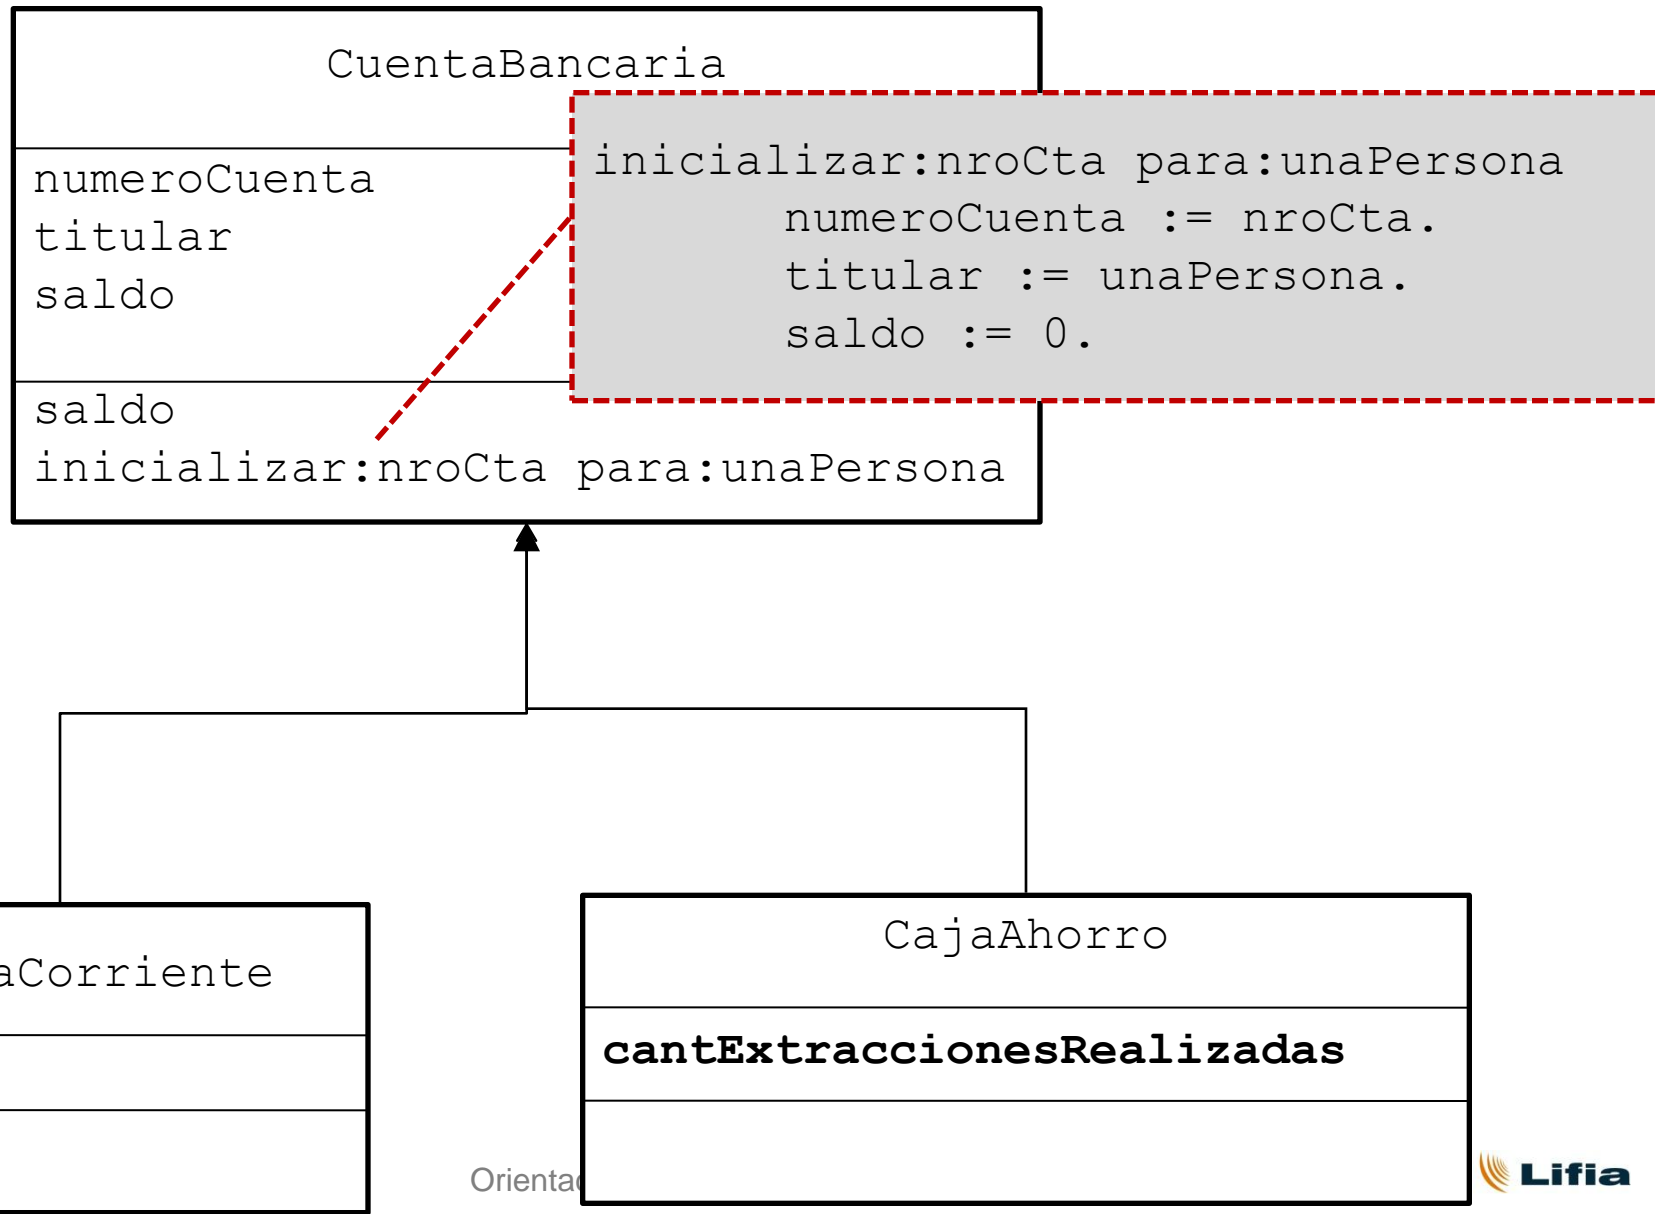 CuentaBancaria
numeroCuenta
titular
saldo
inicializar:nroCta para:unaPersona
numeroCuenta := nroCta.
titular := unaPersona.
saldo := 0.
saldo
inicializar:nroCta para:unaPersona
aCorriente
CajaAhorro
cantExtraccionesRealizadas
Orienta
Lifia